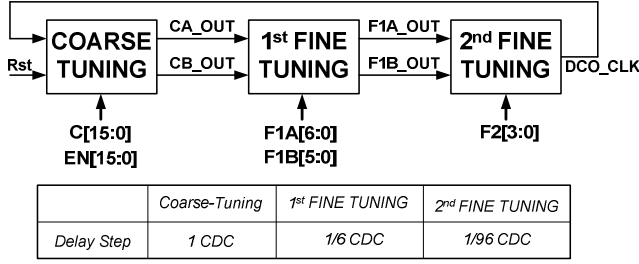 COARSE TUNING
CA_OUT
CB_OUT
1st FINE TUNING
F1A_OUT
F1B_OUT
2nd FINE TUNING
DCO_CLK
Rst
C[15:0]
EN[15:0]
F1A[6:0]
F1B[5:0]
F2[3:0]
Coarse-Tuning 1st FINE TUNING 2nd FINE TUNING
Delay Step 1 CDC 1/6 CDC 1/96 CDC